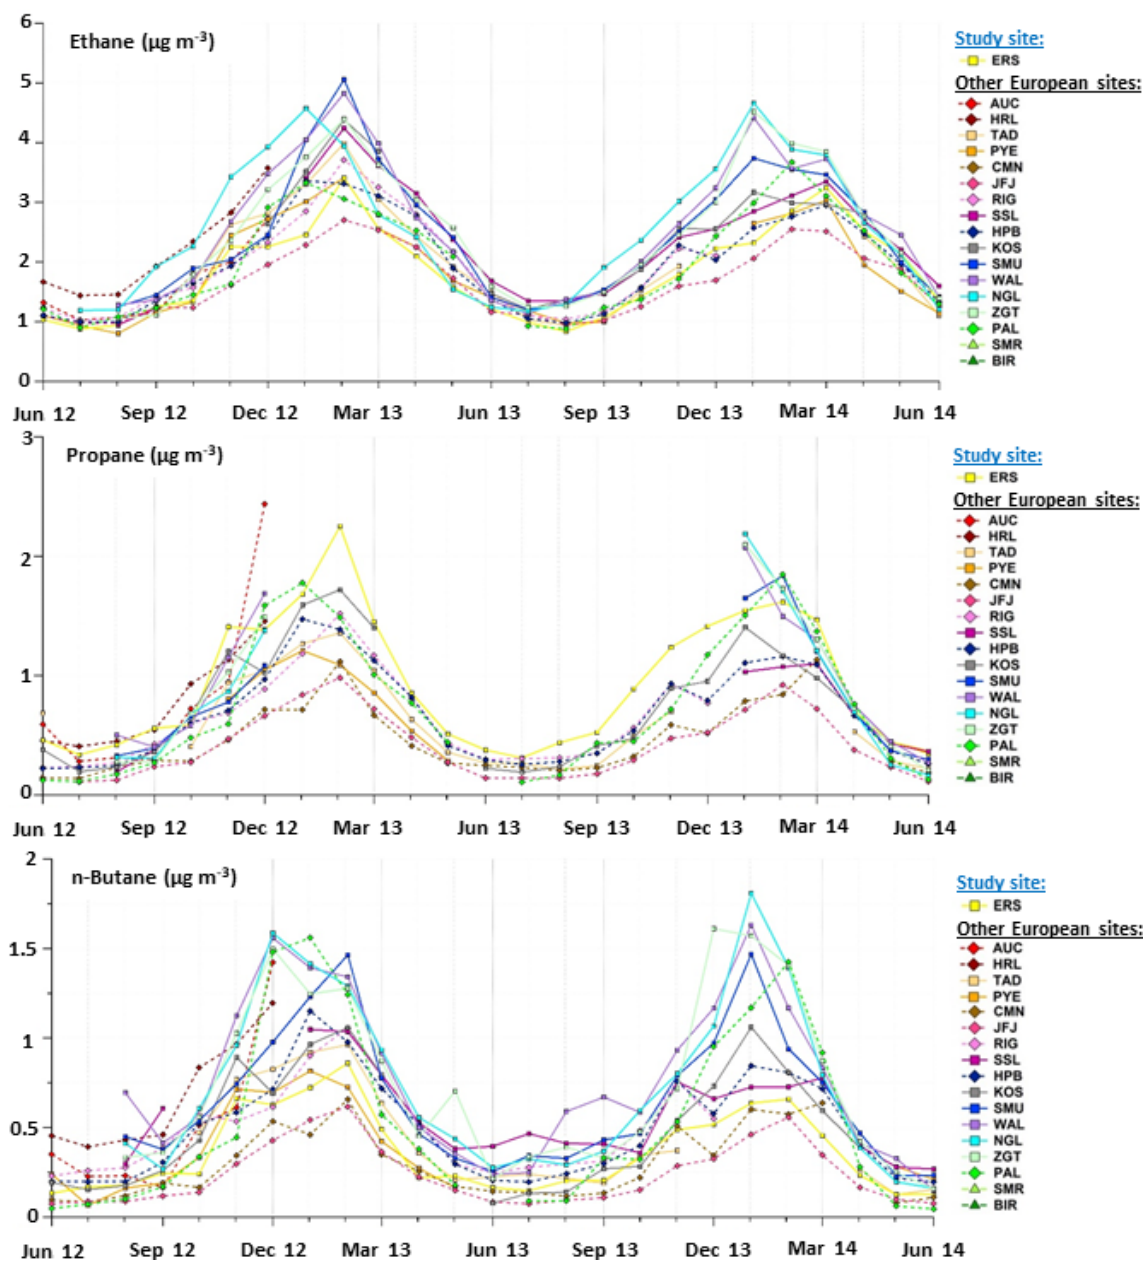 Ethane (µg m-3)
6
5
4
3
2
1
0
Jun 12 Sep 12 Dec 12 Mar 13 Jun 13 Sep 13 Dec 13 Mar 14 Jun 14
Study site:
ERS
Other European sites:
AUC
HRL
TAD
PYE
CMN
JFJ
RIG
SSL
HPB
KOS
SMU
WAL
NGL
ZGT
PAL
SMR
BIR
Propane (µg m-3)
3
2
1
0
Jun 12 Sep 12 Dec 12 Mar 13 Jun 13 Sep 13 Dec 13 Mar 14 Jun 14
Study site:
ERS
Other European sites:
AUC
HRL
TAD
PYE
CMN
JFJ
RIG
SSL
HPB
KOS
SMU
WAL
NGL
ZGT
PAL
SMR
BIR
n-Butane (µg m-3)
2
1.5
1
0.5
0
Jun 12 Sep 12 Dec 12 Mar 13 Jun 13 Sep 13 Dec 13 Mar 14 Jun 14
Study site:
ERS
Other European sites:
AUC
HRL
TAD
PYE
CMN
JFJ
RIG
SSL
HPB
KOS
SMU
WAL
NGL
ZGT
PAL
SMR
BIR